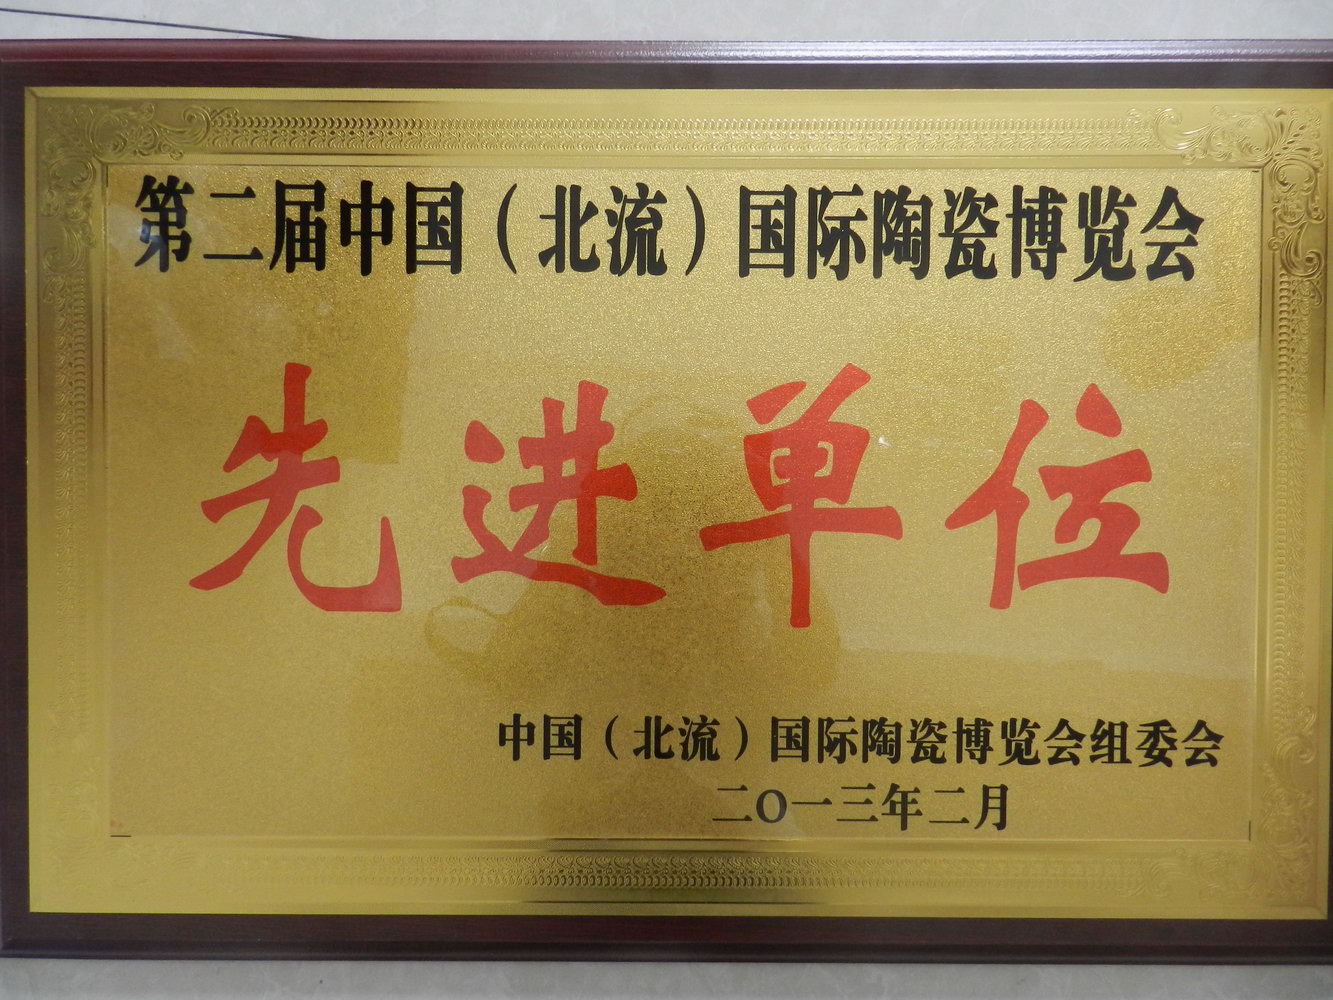 第二届中国（北流）国际陶瓷博览会
先进单位
中国（北流）国际陶瓷博览会组委会
二O一三年二月